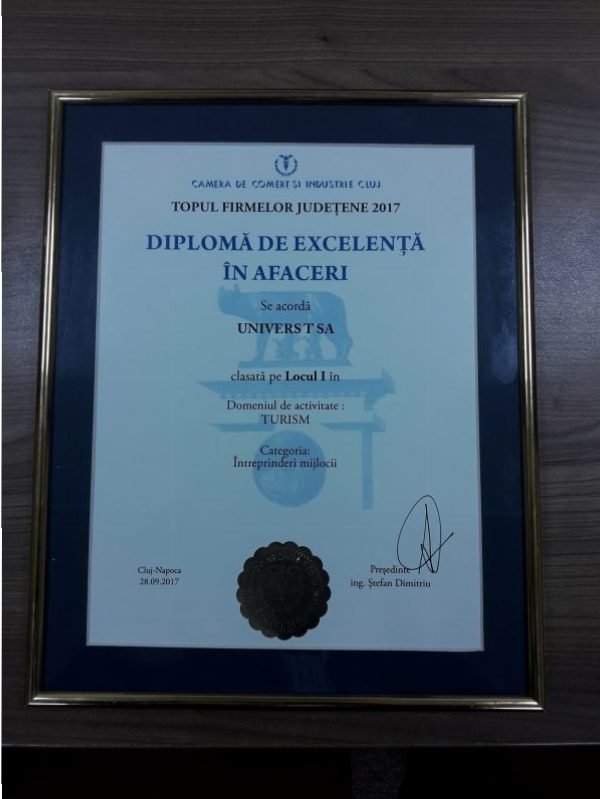 CAMERA DE COMERȚ ȘI INDUSTRIE CLUJ
TOPUL FIRMELOR JUDEȚENE 2017
DIPLOMĂ DE EXCELENȚĂ
ÎN AFACERI
Se acordă
UNIVERS T SA
clasată pe Locul I în
Domeniul de activitate :
TURISM
Categoria:
Întreprinderi mijlocii
Cluj-Napoca
28.09.2017
Președinte
ing. Ștefan Dimitriu